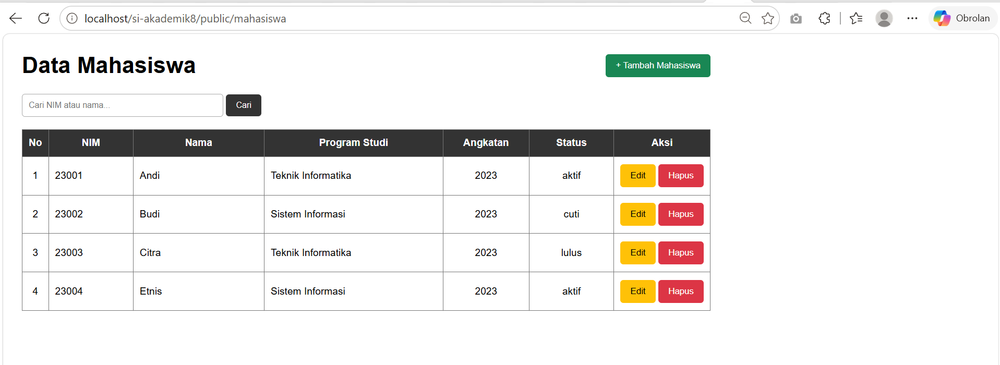 localhost/si-akademik8/public/mahasiswa
Obrolan
Data Mahasiswa
+ Tambah Mahasiswa
Cari NIM atau nama...
Cari
No NIM Nama Program Studi Angkatan Status Aksi
1 23001 Andi Teknik Informatika 2023 aktif Edit Hapus
2 23002 Budi Sistem Informasi 2023 cuti Edit Hapus
3 23003 Citra Teknik Informatika 2023 lulus Edit Hapus
4 23004 Etnis Sistem Informasi 2023 aktif Edit Hapus